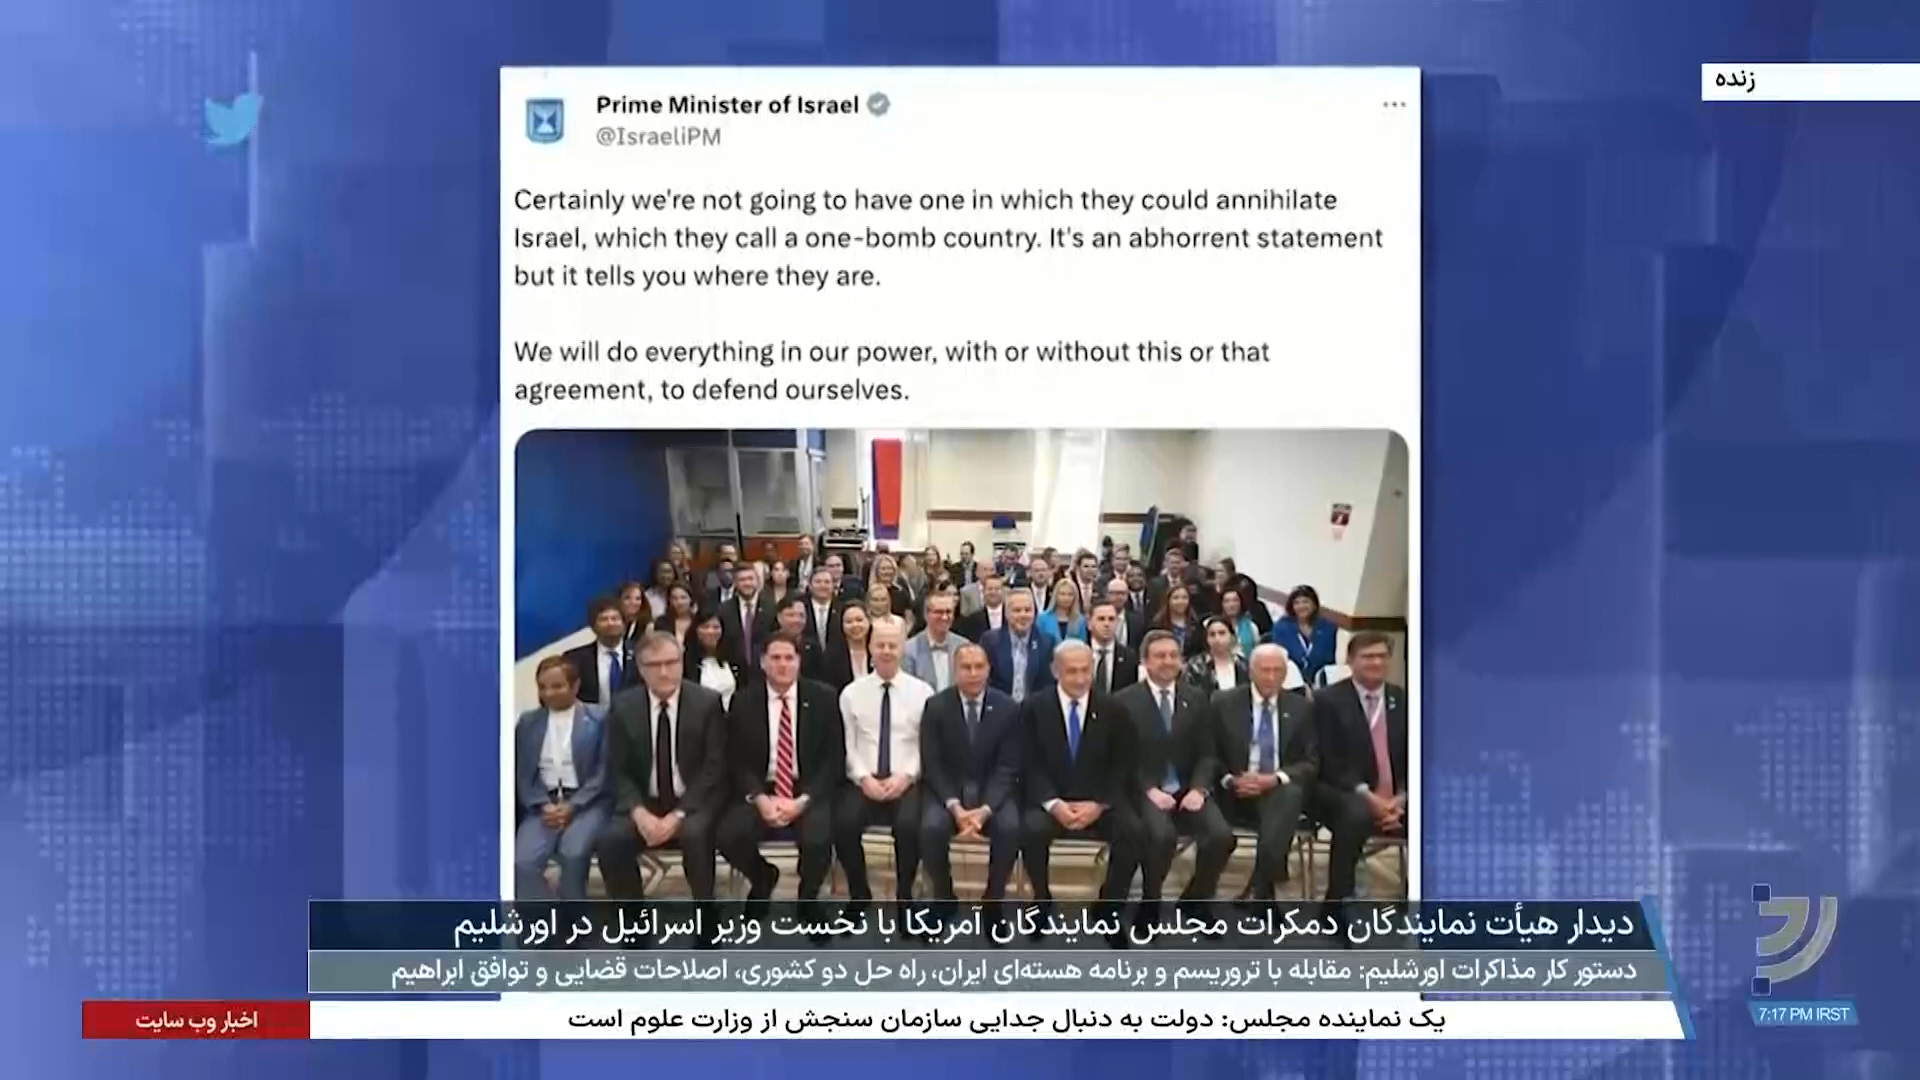 زنده
Prime Minister of Israel
@IsraeliPM
Certainly we're not going to have one in which they could annihilate
Israel, which they call a one-bomb country. It's an abhorrent statement
but it tells you where they are.
We will do everything in our power, with or without this or that
agreement, to defend ourselves.
دیدار هیأت نمایندگان دمکرات مجلس نمایندگان آمریکا با نخست وزیر اسرائیل در اورشلیم
دستور کار مذاکرات اورشلیم: مقابله با تروریسم و برنامه هسته‌ای ایران، راه حل دو کشوری، اصلاحات قضایی و توافق ابراهیم
اخبار وب سایت
یک نماینده مجلس: دولت به دنبال جدایی سازمان سنجش از وزارت علوم است
7:17 PM IRST